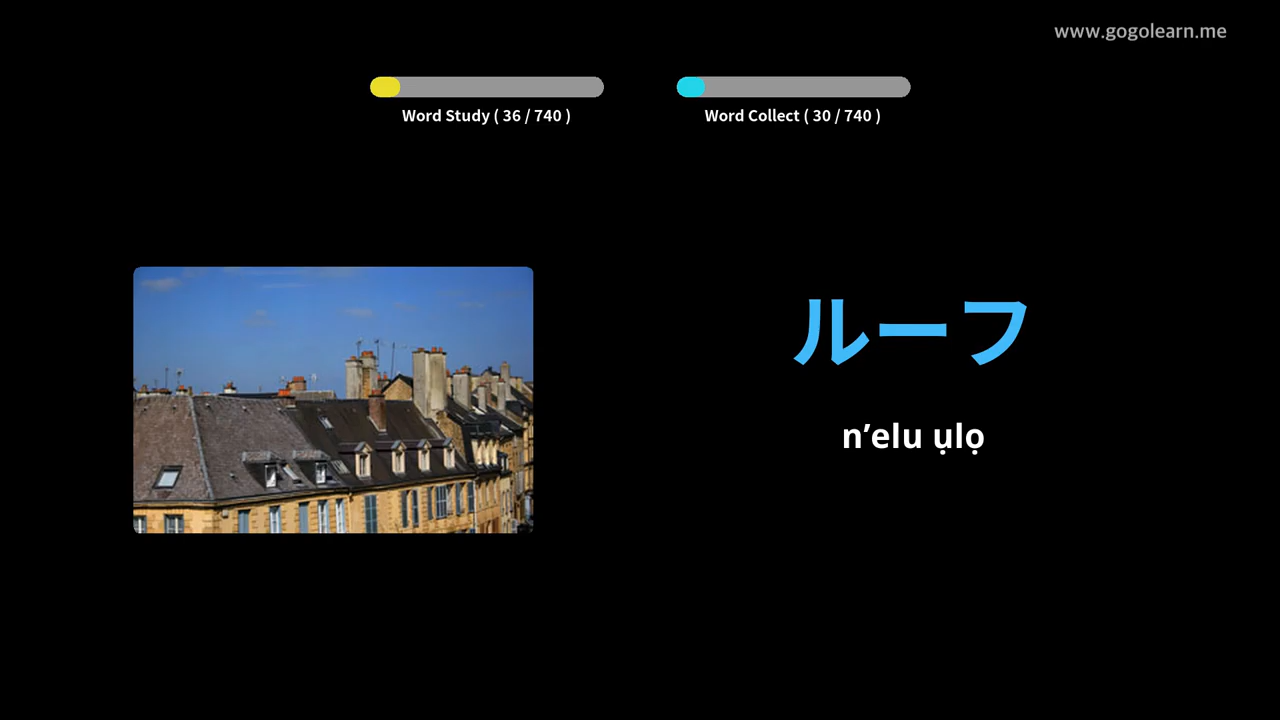 www.gogolearn.me
Word Study ( 36 / 740 )
Word Collect ( 30 / 740 )
ルーフ
n’elu ụlọ